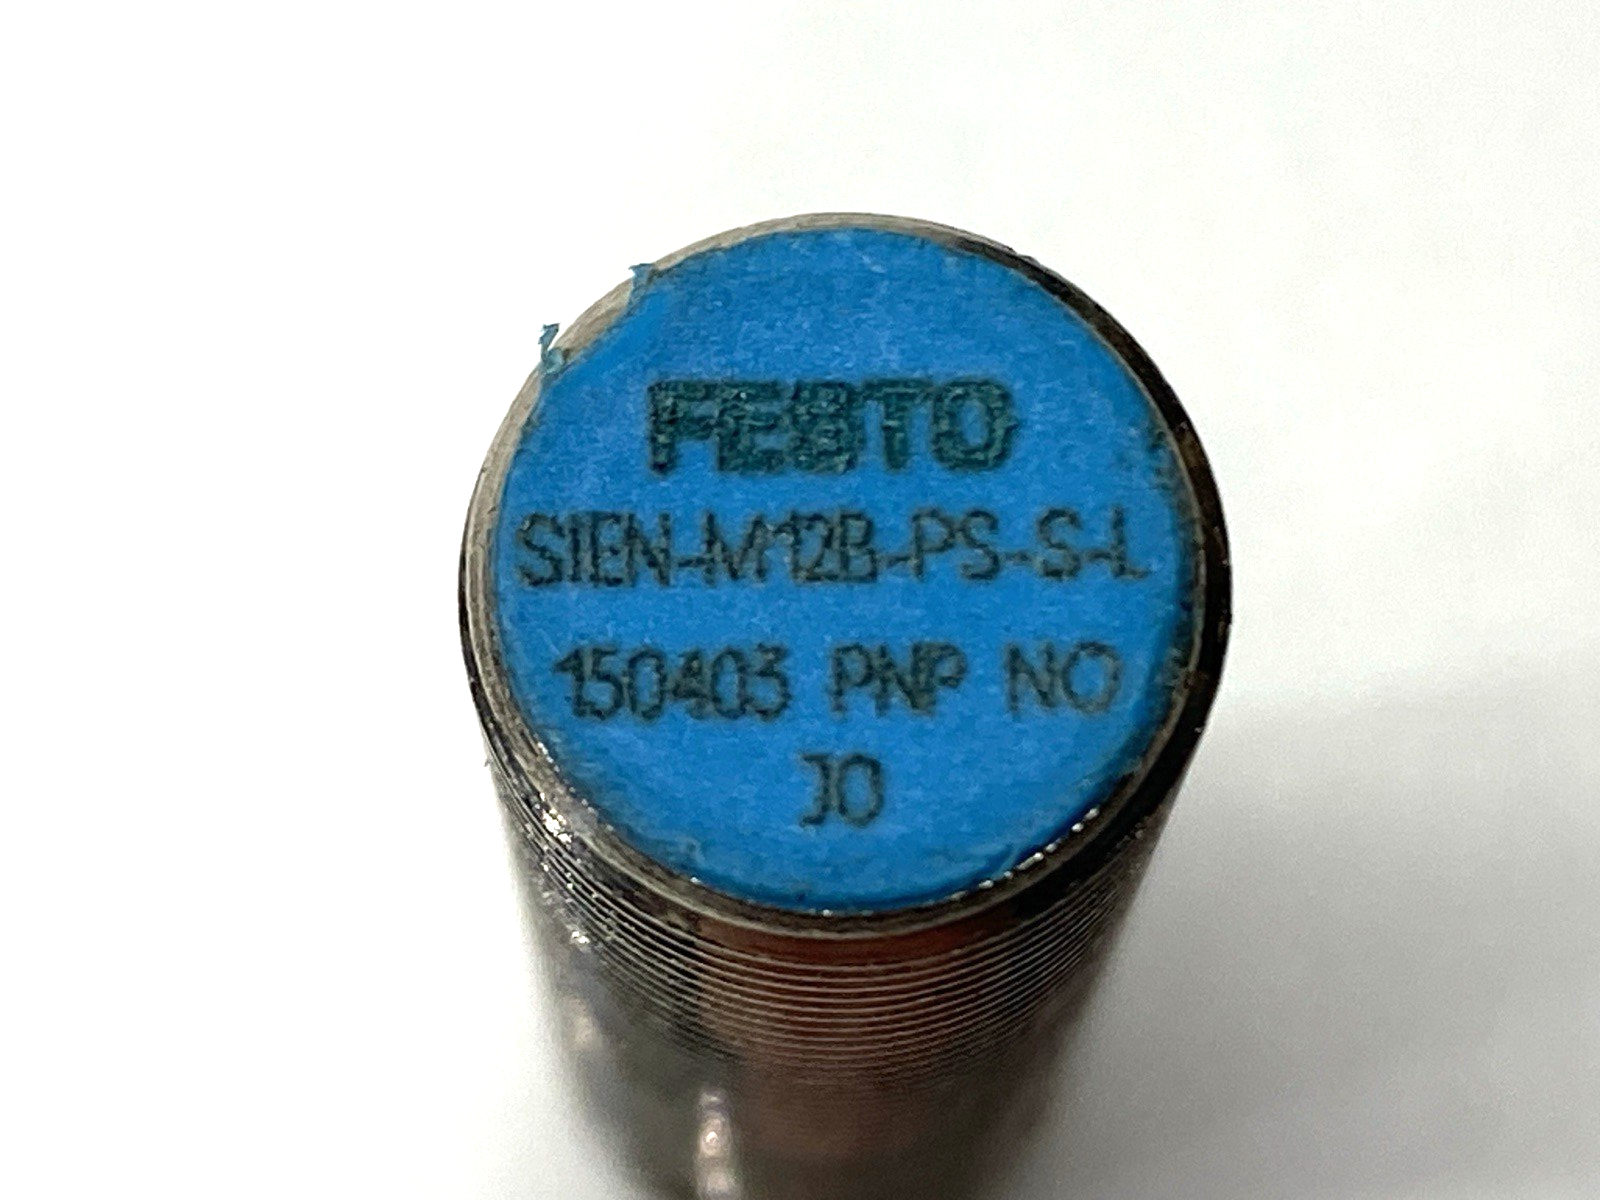 FESTO
SIEN-M12B-PS-S-L
150403 PNP NO
J0